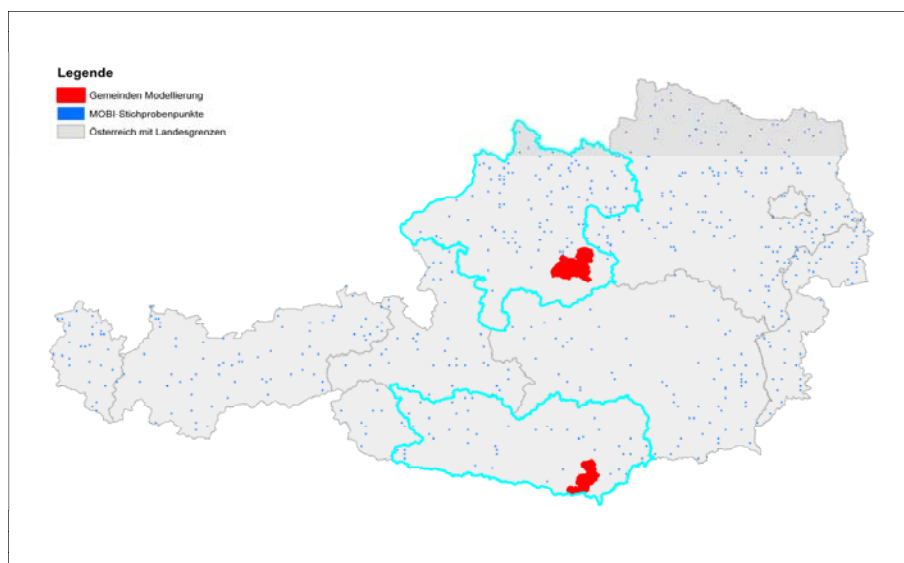 Legende
Gemeinden Modellierung
MOBI-Stichprobenpunkte
Österreich mit Landesgrenzen